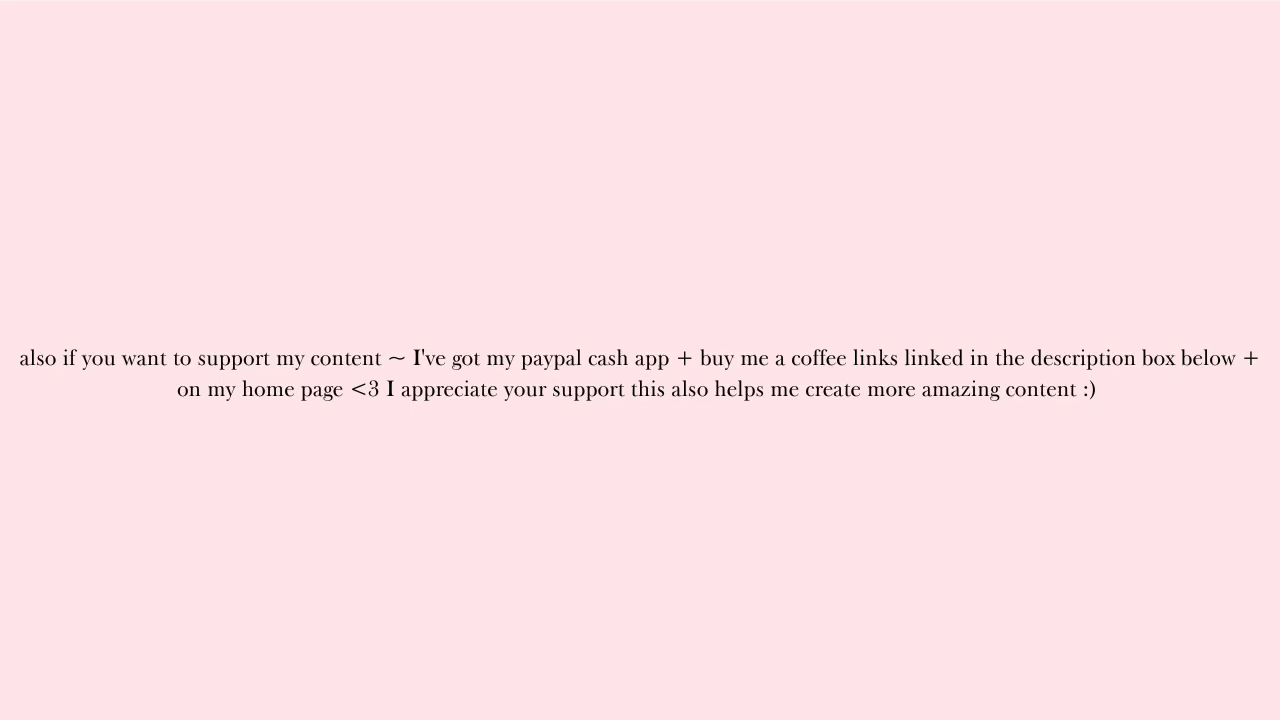 also if you want to support my content ~ I've got my paypal cash app + buy me a coffee links linked in the description box below +
on my home page <3 I appreciate your support this also helps me create more amazing content :)